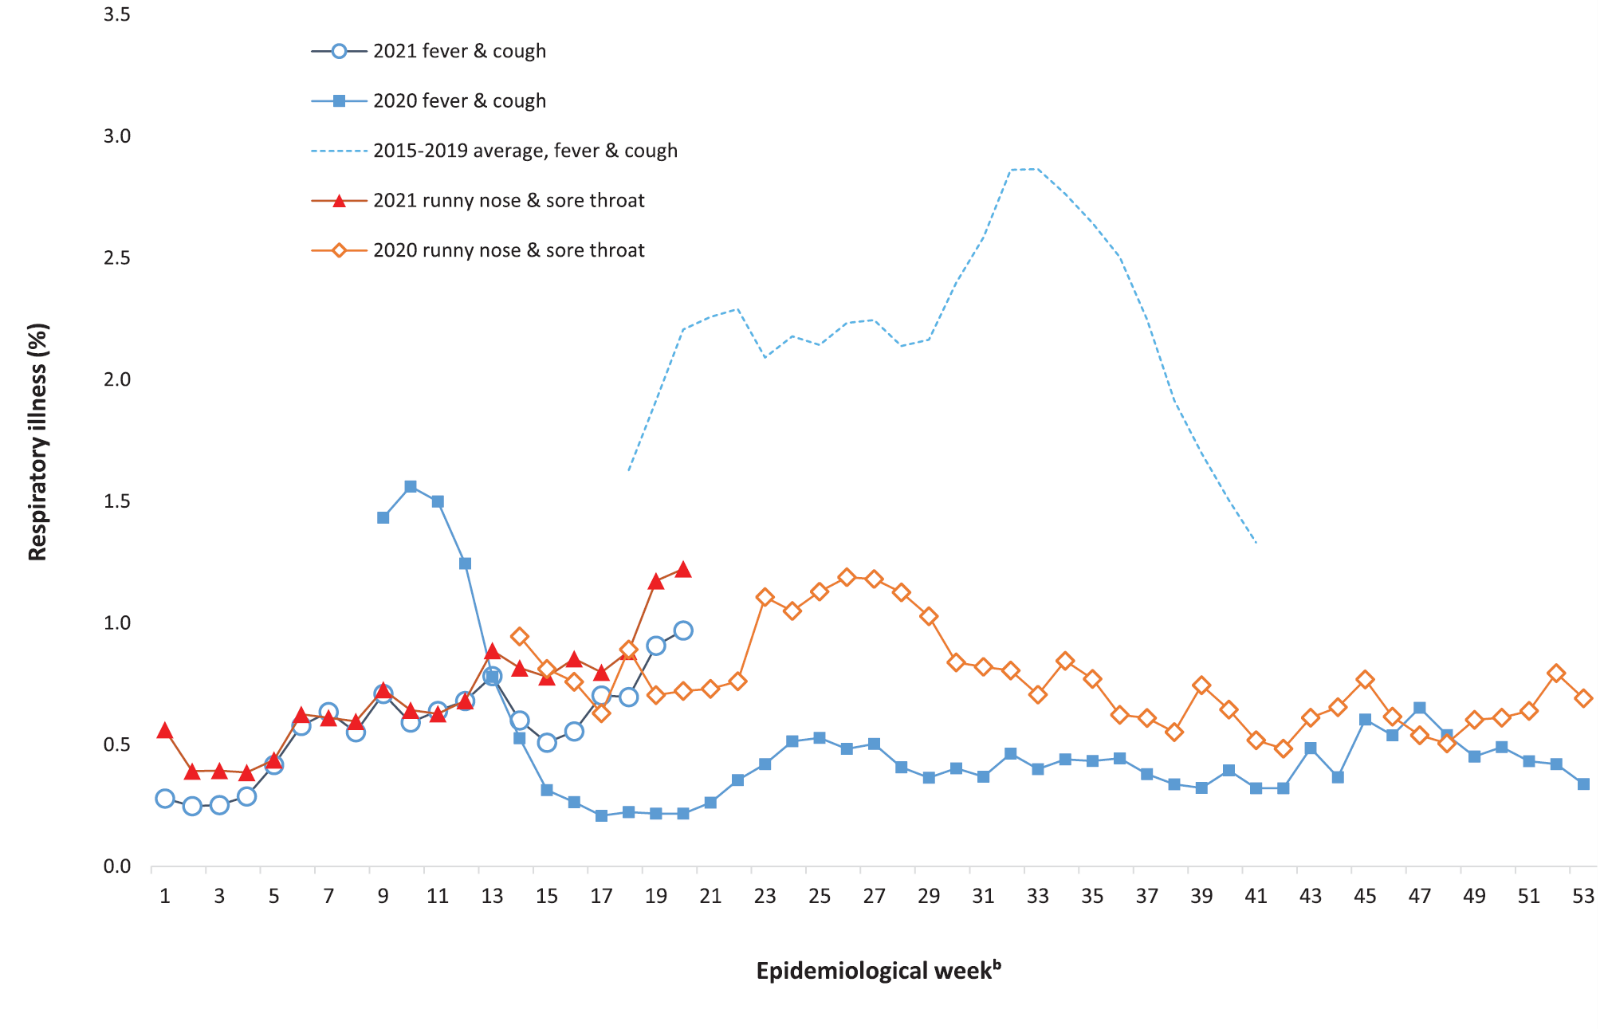 3.5
2021 fever & cough
2020 fever & cough
3.0
2015-2019 average, fever & cough
2021 runny nose & sore throat
2020 runny nose & sore throat
2.5
2.0
1.5
1.0
0.5
0.0
Respiratory illness (%)
1 3 5 7 9 11 13 15 17 19 21 23 25 27 29 31 33 35 37 39 41 43 45 47 49 51 53
Epidemiological weekᵇ